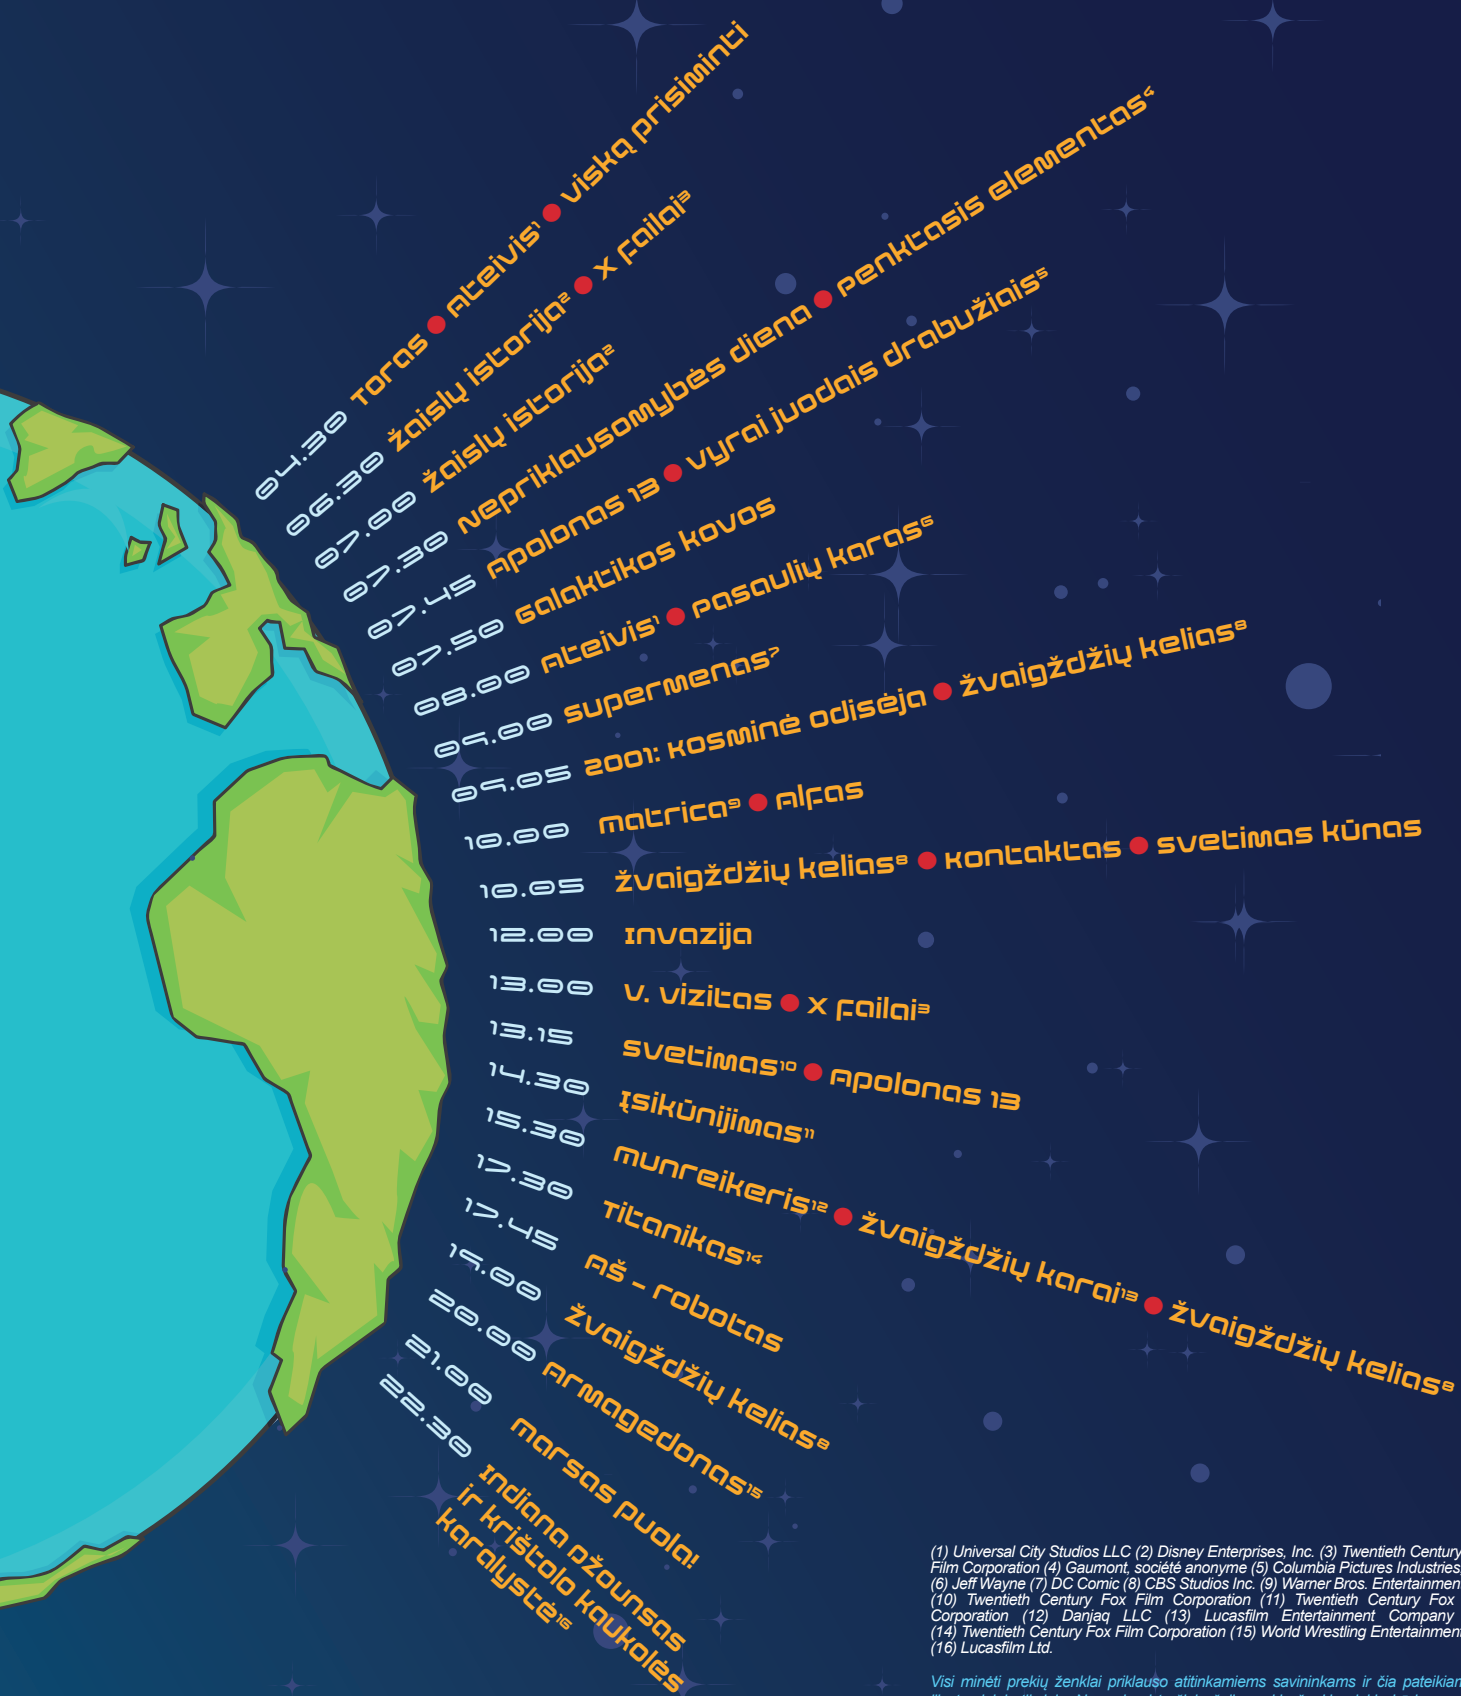 04.30 Toras ● Ateivis¹ ● Viską prisiminti
06.30 Žaislų istorija² ● X failai³
07.00 Žaislų istorija²
07.30 Nepriklausomybės diena ● Penktasis elementas⁴
07.45 Apolonas 13 ● Vyrai juodais drabužiais⁵
07.50 Galaktikos kovos
08.00 Ateivis¹ ● Pasaulių karas⁶
09.00 Supermenas⁷
09.05 2001: Kosminė odisėja ● Žvaigždžių kelias⁸
10.00 Matrica⁹ ● Alfas
10.05 Žvaigždžių kelias⁸ ● Kontaktas ● Svetimas kūnas
12.00 Invazija
13.00 V. Vizitas ● X failai³
13.15 Svetimas¹⁰ ● Apolonas 13
14.30 Įsikūnijimas¹¹
15.30 Munreikeris¹² ● Žvaigždžių karai¹³ ● Žvaigždžių kelias⁸
17.30 Titanikas¹⁴
17.45 Aš – robotas
19.00 Žvaigždžių kelias⁸
20.00 Armagedonas¹⁵
21.00 Marsas puola!
22.30 Indiana Džounsas
ir krištolo kaukolės
karalystė¹⁶
(1) Universal City Studios LLC (2) Disney Enterprises, Inc. (3) Twentieth Century
Film Corporation (4) Gaumont, société anonyme (5) Columbia Pictures Industries
(6) Jeff Wayne (7) DC Comic (8) CBS Studios Inc. (9) Warner Bros. Entertainmen
(10) Twentieth Century Fox Film Corporation (11) Twentieth Century Fox
Corporation (12) Danjaq LLC (13) Lucasfilm Entertainment Company
(14) Twentieth Century Fox Film Corporation (15) World Wrestling Entertainmen
(16) Lucasfilm Ltd.
Visi minėti prekių ženklai priklauso atitinkamiems savininkams ir čia pateikiam